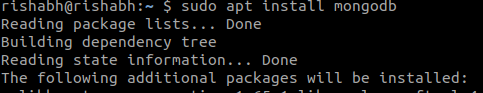 rishabh@rishabh:~ $ sudo apt install mongodb
Reading package lists... Done
Building dependency tree
Reading state information... Done
The following additional packages will be installed: